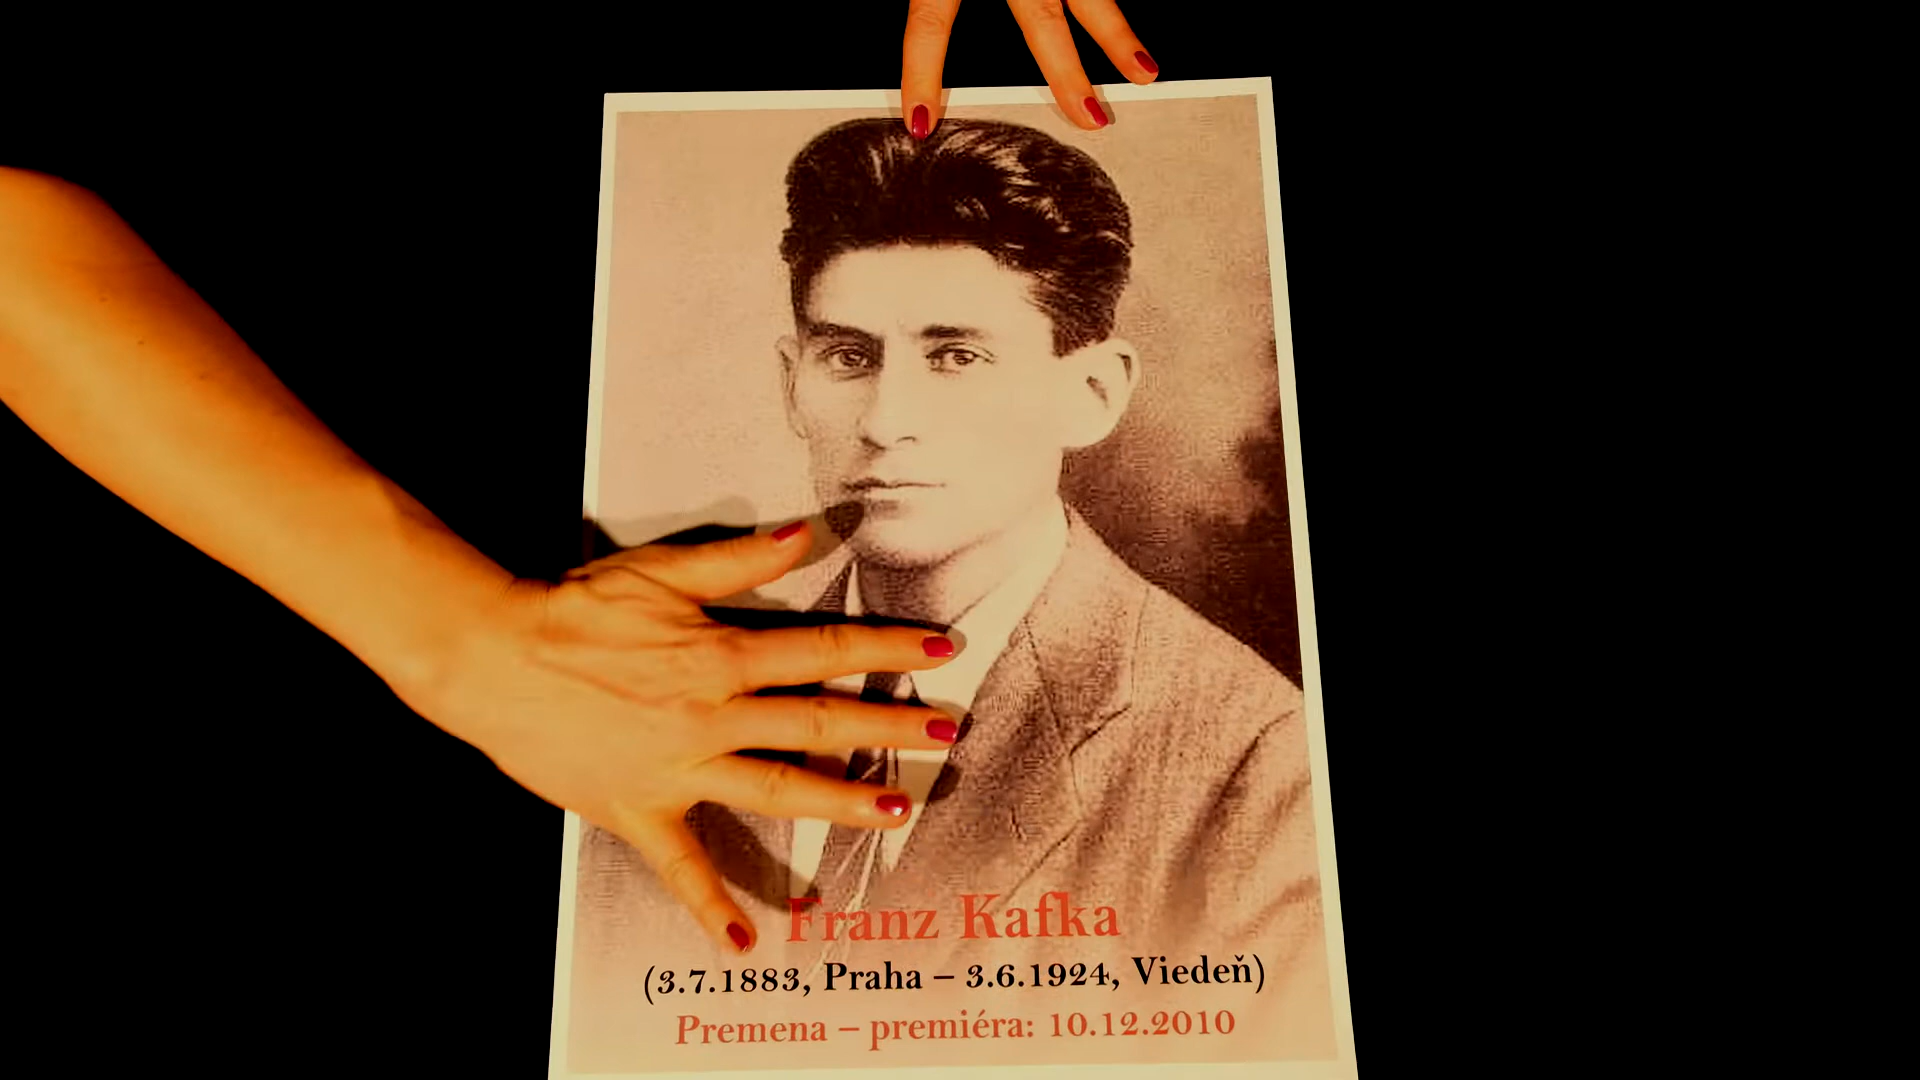 Franz Kafka
(3.7.1883, Praha – 3.6.1924, Viedeň)
Premena – premiéra: 10.12.2010